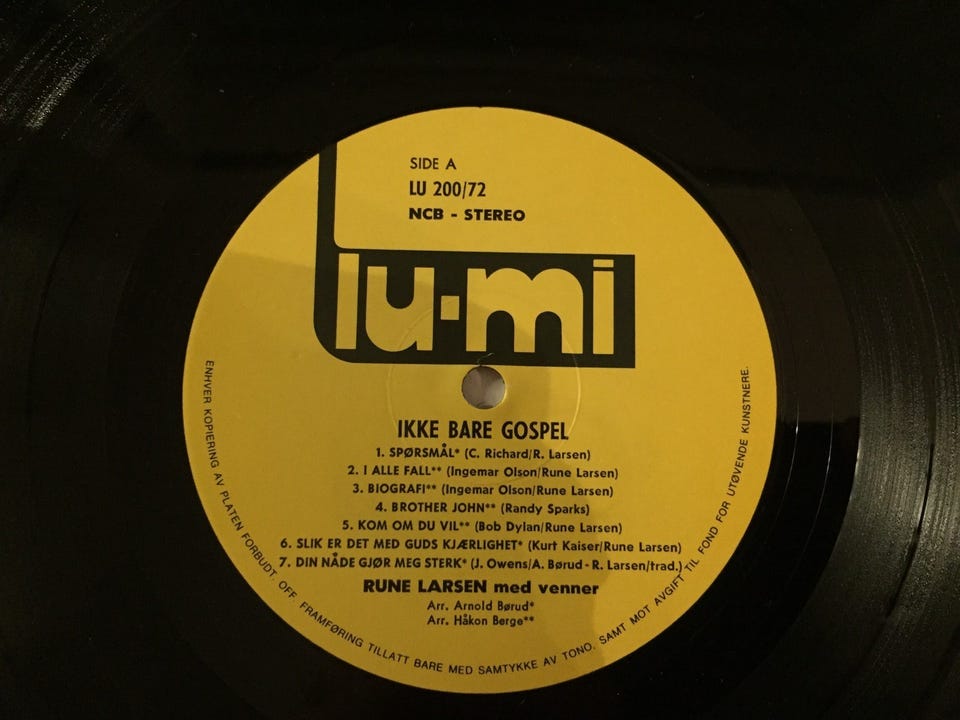 SIDE A
LU 200/72
NCB - STEREO
lu-mi
IKKE BARE GOSPEL
1. SPØRSMÅL* (C. Richard/R. Larsen)
2. I ALLE FALL** (Ingemar Olson/Rune Larsen)
3. BIOGRAFI** (Ingemar Olson/Rune Larsen)
4. BROTHER JOHN** (Randy Sparks)
5. KOM OM DU VIL** (Bob Dylan/Rune Larsen)
6. SLIK ER DET MED GUDS KJÆRLIGHET* (Kurt Kaiser/Rune Larsen)
7. DIN NÅDE GJØR MEG STERK* (J. Owens/A. Børud - R. Larsen/trad.)
RUNE LARSEN med venner
Arr. Arnold Børud*
Arr. Håkon Berge**
ENHVER KOPIERING AV PLATEN FORBUDT. OFF. FRAMFØRING TILLATT BARE MED SAMTYKKE AV TONO. SAMT MOT AVGIFT TIL FOND FOR UTØVENDE KUNSTNERE.